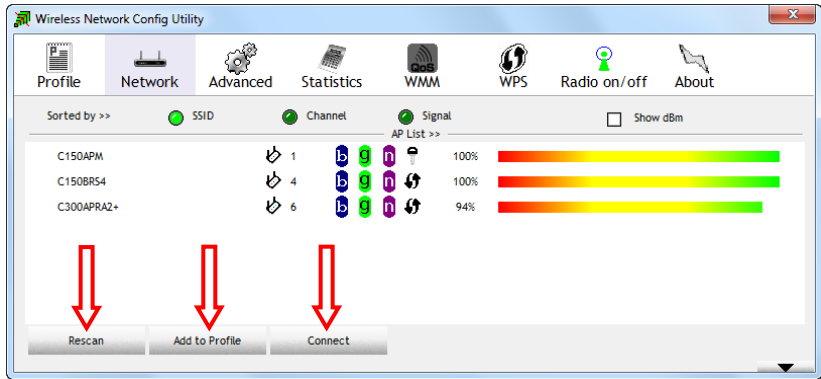 Wireless Network Config Utility
x
P
QoS
Profile Network Advanced Statistics WMM WPS Radio on/off About
Sorted by >> SSID Channel Signal Show dBm
AP List >>
C150APM 1 b g n 100%
C150BRS4 4 b g n 100%
C300APRA2+ 6 b g n 94%
Rescan Add to Profile Connect